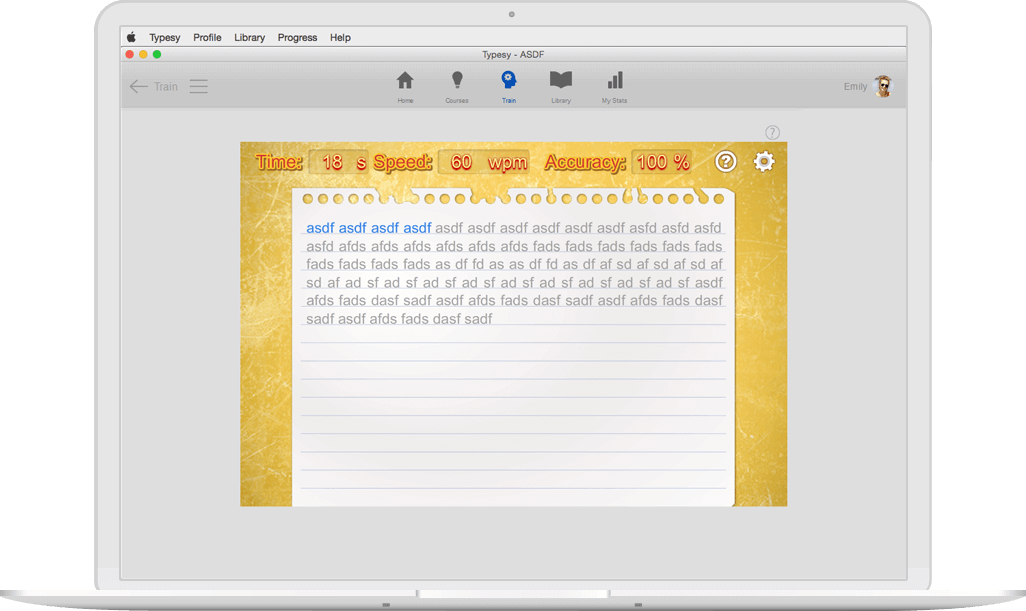 Typesy Profile Library Progress Help
Typesy - ASDF
Train
Home Courses Train Library My Stats
Emily
?
Time: 18 s Speed: 60 wpm Accuracy: 100 % ?
asdf asdf asdf asdf asdf asdf asdf asdf asdf asdf asfd asfd asfd
asfd afds afds afds afds afds afds fads fads fads fads fads fads
fads fads fads fads as df fd as as df fd as df af sd af sd af sd af
sd af ad sf ad sf ad sf ad sf ad sf ad sf ad sf ad sf ad sf asdf
afds fads dasf sadf asdf afds fads dasf sadf asdf afds fads dasf
sadf asdf afds fads dasf sadf